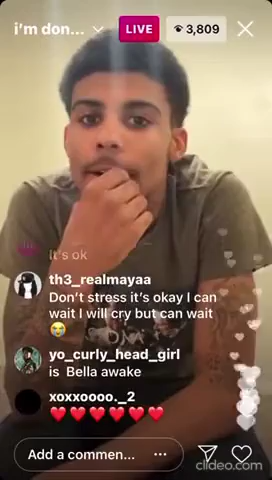 i'm don...
LIVE
3,809
It's ok
th3_realmayaa
Don't stress it's okay I can
wait I will cry but can wait
😭
yo_curly_head_girl
is Bella awake
xoxxoooo._2
❤️❤️❤️❤️❤️❤️
Add a commen...
clideo.com